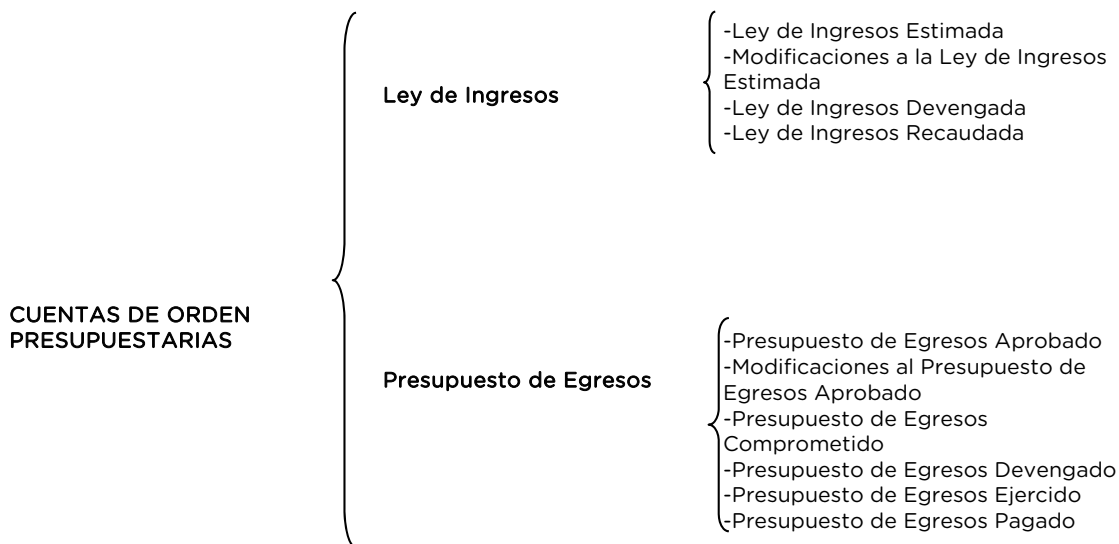 CUENTAS DE ORDEN
PRESUPUESTARIAS
Ley de Ingresos
-Ley de Ingresos Estimada
-Modificaciones a la Ley de Ingresos
Estimada
-Ley de Ingresos Devengada
-Ley de Ingresos Recaudada
Presupuesto de Egresos
-Presupuesto de Egresos Aprobado
-Modificaciones al Presupuesto de
Egresos Aprobado
-Presupuesto de Egresos
Comprometido
-Presupuesto de Egresos Devengado
-Presupuesto de Egresos Ejercido
-Presupuesto de Egresos Pagado